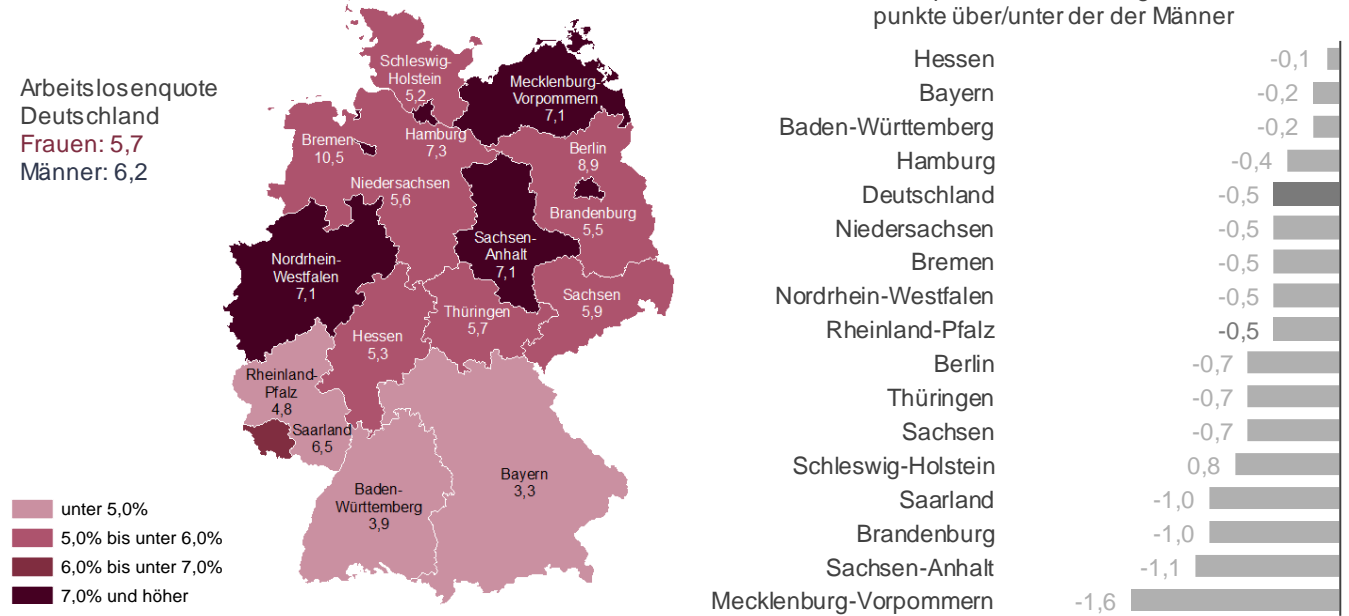 punkte über/unter der der Männer
Arbeitslosenquote
Deutschland
Frauen: 5,7
Männer: 6,2
Schleswig-
Holstein
5,2
Mecklenburg-
Vorpommern
7,1
Hamburg
7,3
Bremen
10,5
Berlin
8,9
Niedersachsen
5,6
Brandenburg
5,5
Sachsen-
Anhalt
7,1
Nordrhein-
Westfalen
7,1
Sachsen
5,9
Thüringen
5,7
Hessen
5,3
Rheinland-
Pfalz
4,8
Saarland
6,5
Bayern
3,3
Baden-
Württemberg
3,9
unter 5,0%
5,0% bis unter 6,0%
6,0% bis unter 7,0%
7,0% und höher
Hessen -0,1
Bayern -0,2
Baden-Württemberg -0,2
Hamburg -0,4
Deutschland -0,5
Niedersachsen -0,5
Bremen -0,5
Nordrhein-Westfalen -0,5
Rheinland-Pfalz -0,5
Berlin -0,7
Thüringen -0,7
Sachsen -0,7
Schleswig-Holstein 0,8
Saarland -1,0
Brandenburg -1,0
Sachsen-Anhalt -1,1
Mecklenburg-Vorpommern -1,6